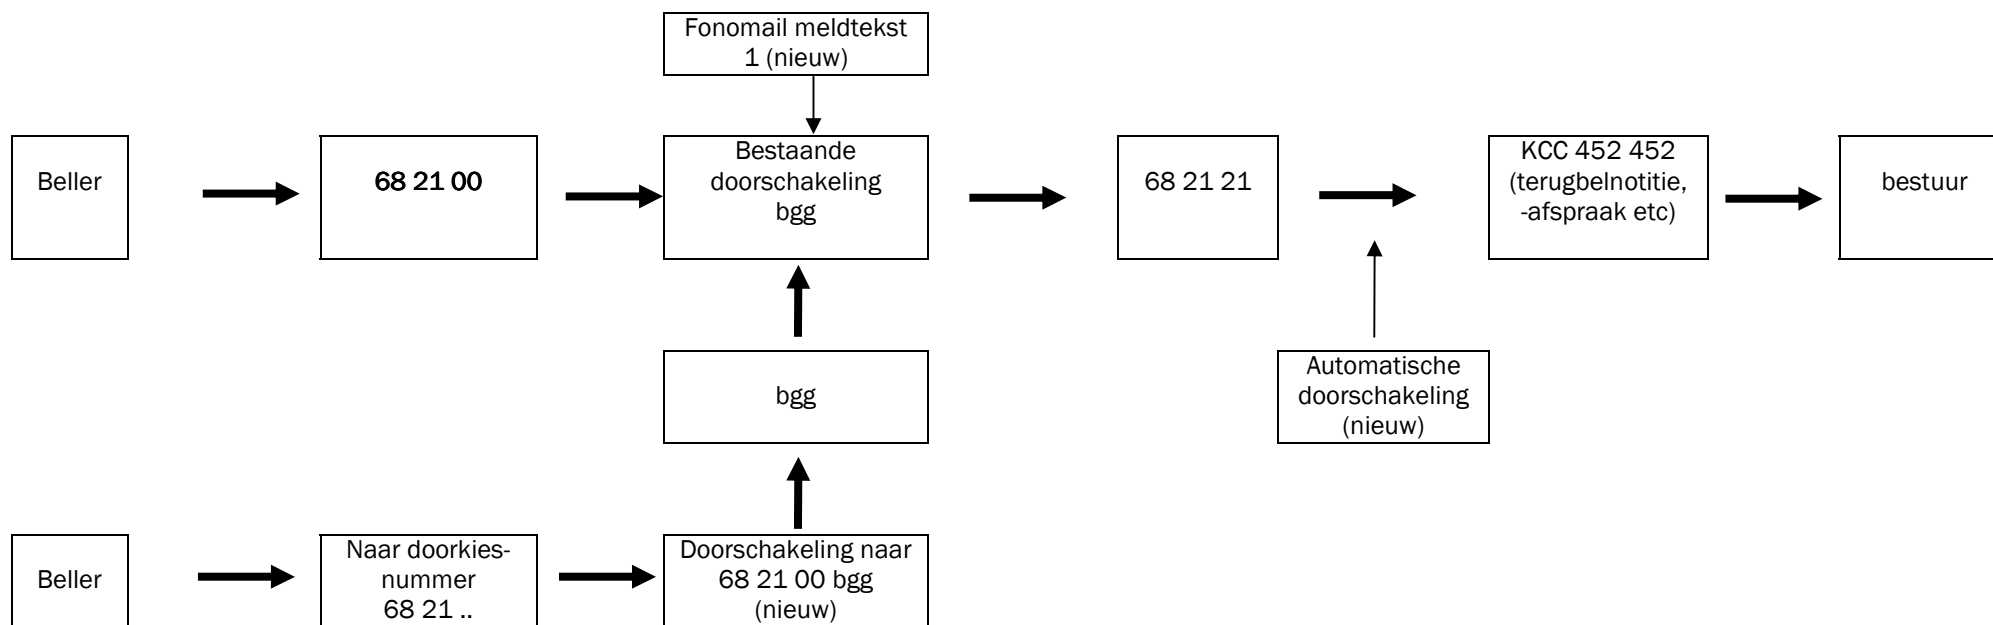 Fonomail meldtekst
1 (nieuw)
Beller
68 21 00
Bestaande
doorschakeling
bgg
68 21 21
KCC 452 452
(terugbelnotitie,
-afspraak etc)
bestuur
bgg
Automatische
doorschakeling
(nieuw)
Beller
Naar doorkies-
nummer
68 21 ..
Doorschakeling naar
68 21 00 bgg
(nieuw)